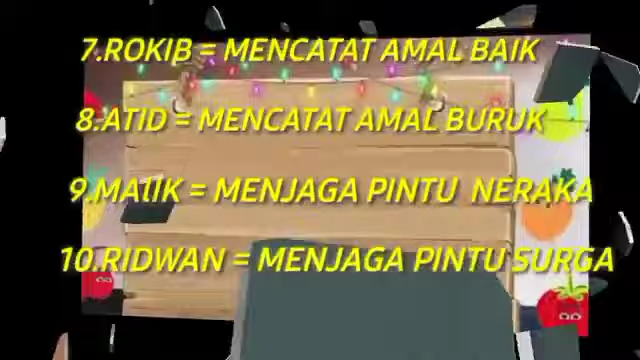 7.ROKIB = MENCATAT AMAL BAIK
8.ATID = MENCATAT AMAL BURUK
9.MAlIK = MENJAGA PINTU NERAKA
10.RIDWAN = MENJAGA PINTU SURGA